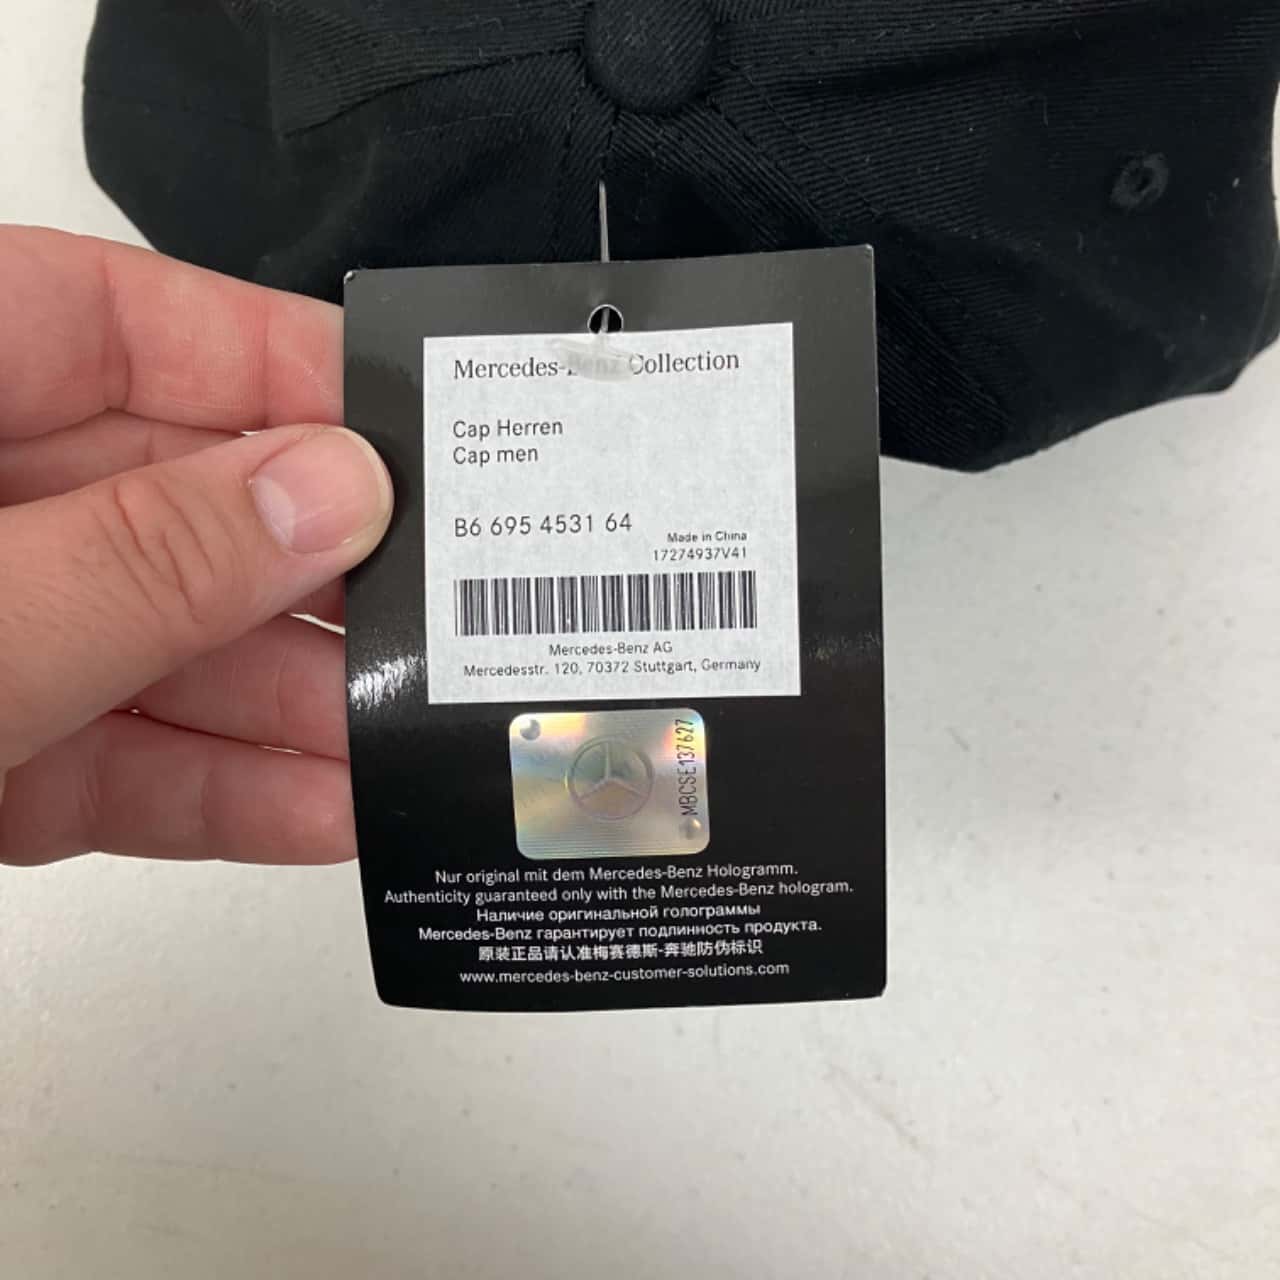 Mercedes-Benz Collection
Cap Herren
Cap men
B6 695 4531 64
Made in China
17274937V41
Mercedes-Benz AG
Mercedesstr. 120, 70372 Stuttgart, Germany
MBCSE137627
Nur original mit dem Mercedes-Benz Hologramm.
Authenticity guaranteed only with the Mercedes-Benz hologram.
Наличие оригинальной голограммы
Mercedes-Benz гарантирует подлинность продукта.
原装正品请认准梅赛德斯-奔驰防伪标识
www.mercedes-benz-customer-solutions.com